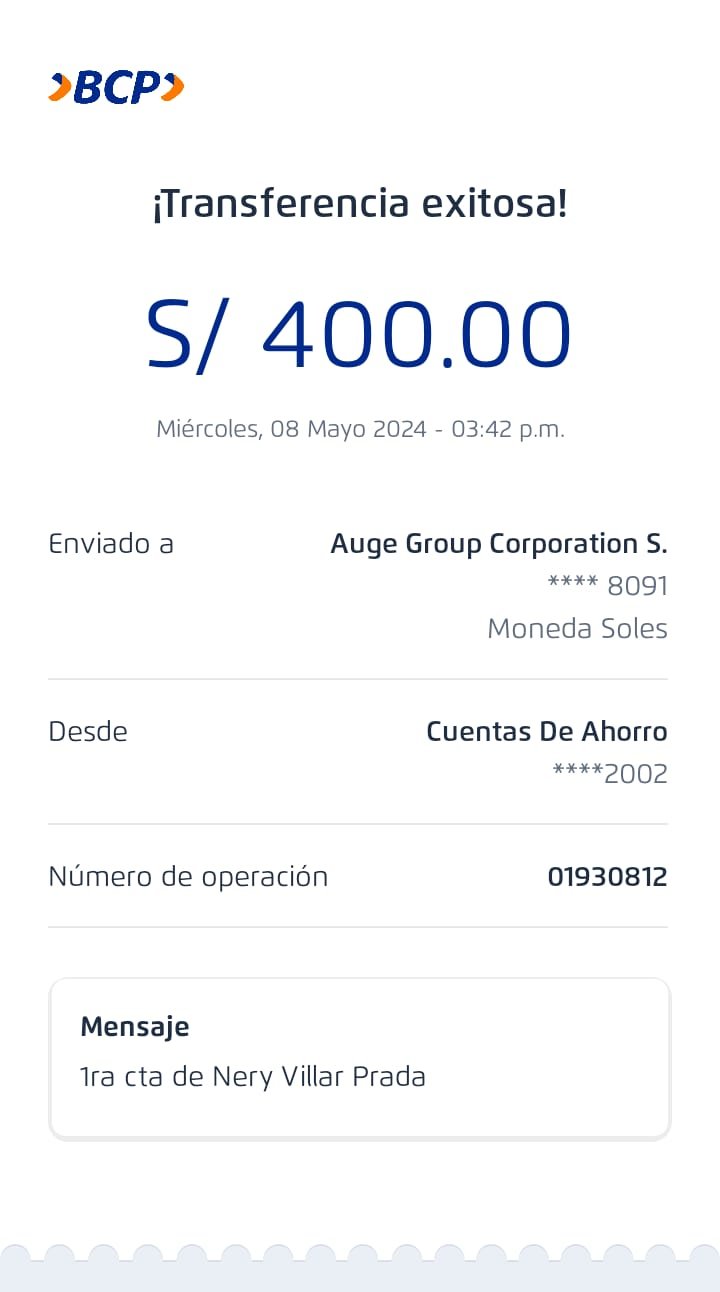 BCP
¡Transferencia exitosa!
S/ 400.00
Miércoles, 08 Mayo 2024 - 03:42 p.m.
Enviado a
Auge Group Corporation S.
**** 8091
Moneda Soles
Desde
Cuentas De Ahorro
****2002
Número de operación
01930812
Mensaje
1ra cta de Nery Villar Prada